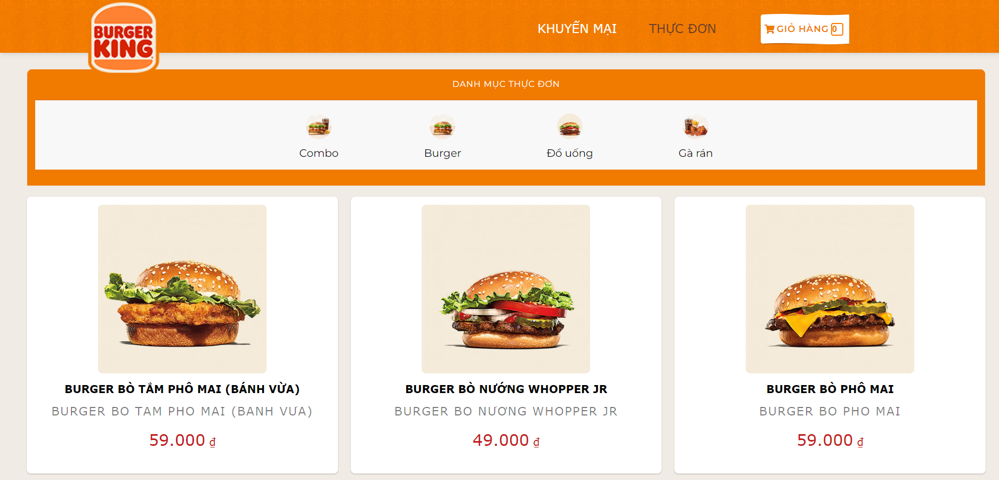 BURGER
KING
KHUYẾN MẠI
THỰC ĐƠN
GIỎ HÀNG 0
DANH MỤC THỰC ĐƠN
Combo
Burger
Đồ uống
Gà rán
BURGER BÒ TẮM PHÔ MAI (BÁNH VỪA)
BURGER BO TAM PHO MAI (BANH VƯA)
59.000 ₫
BURGER BÒ NƯỚNG WHOPPER JR
BURGER BO NƯƠNG WHOPPER JR
49.000 ₫
BURGER BÒ PHÔ MAI
BURGER BO PHO MAI
59.000 ₫